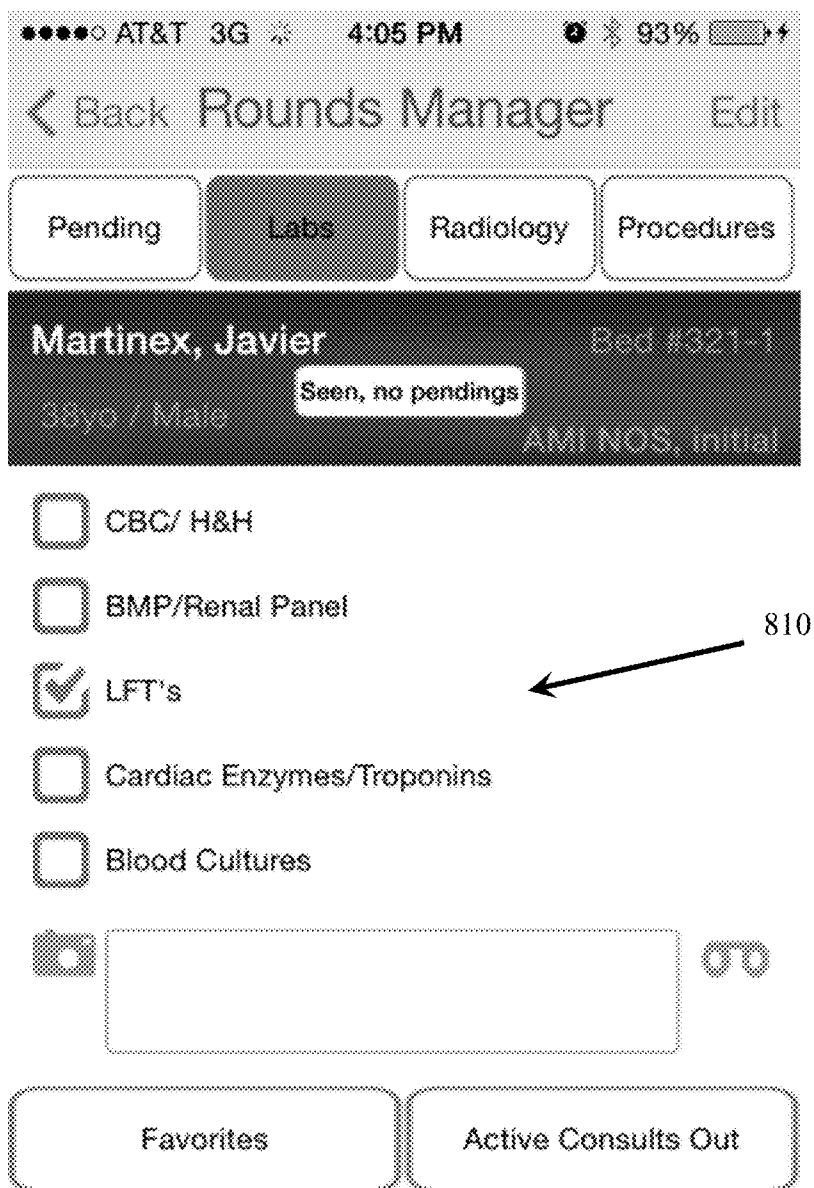 AT&T 3G 4:05 PM 93%
Back Rounds Manager Edit
Pending Labs Radiology Procedures
Martinex, Javier Bed #321-1
Seen, no pendings
38yo / Male
AMI NOS, Initial
CBC/ H&H
BMP/Renal Panel
810
LFT's
Cardiac Enzymes/Troponins
Blood Cultures
Favorites Active Consults Out